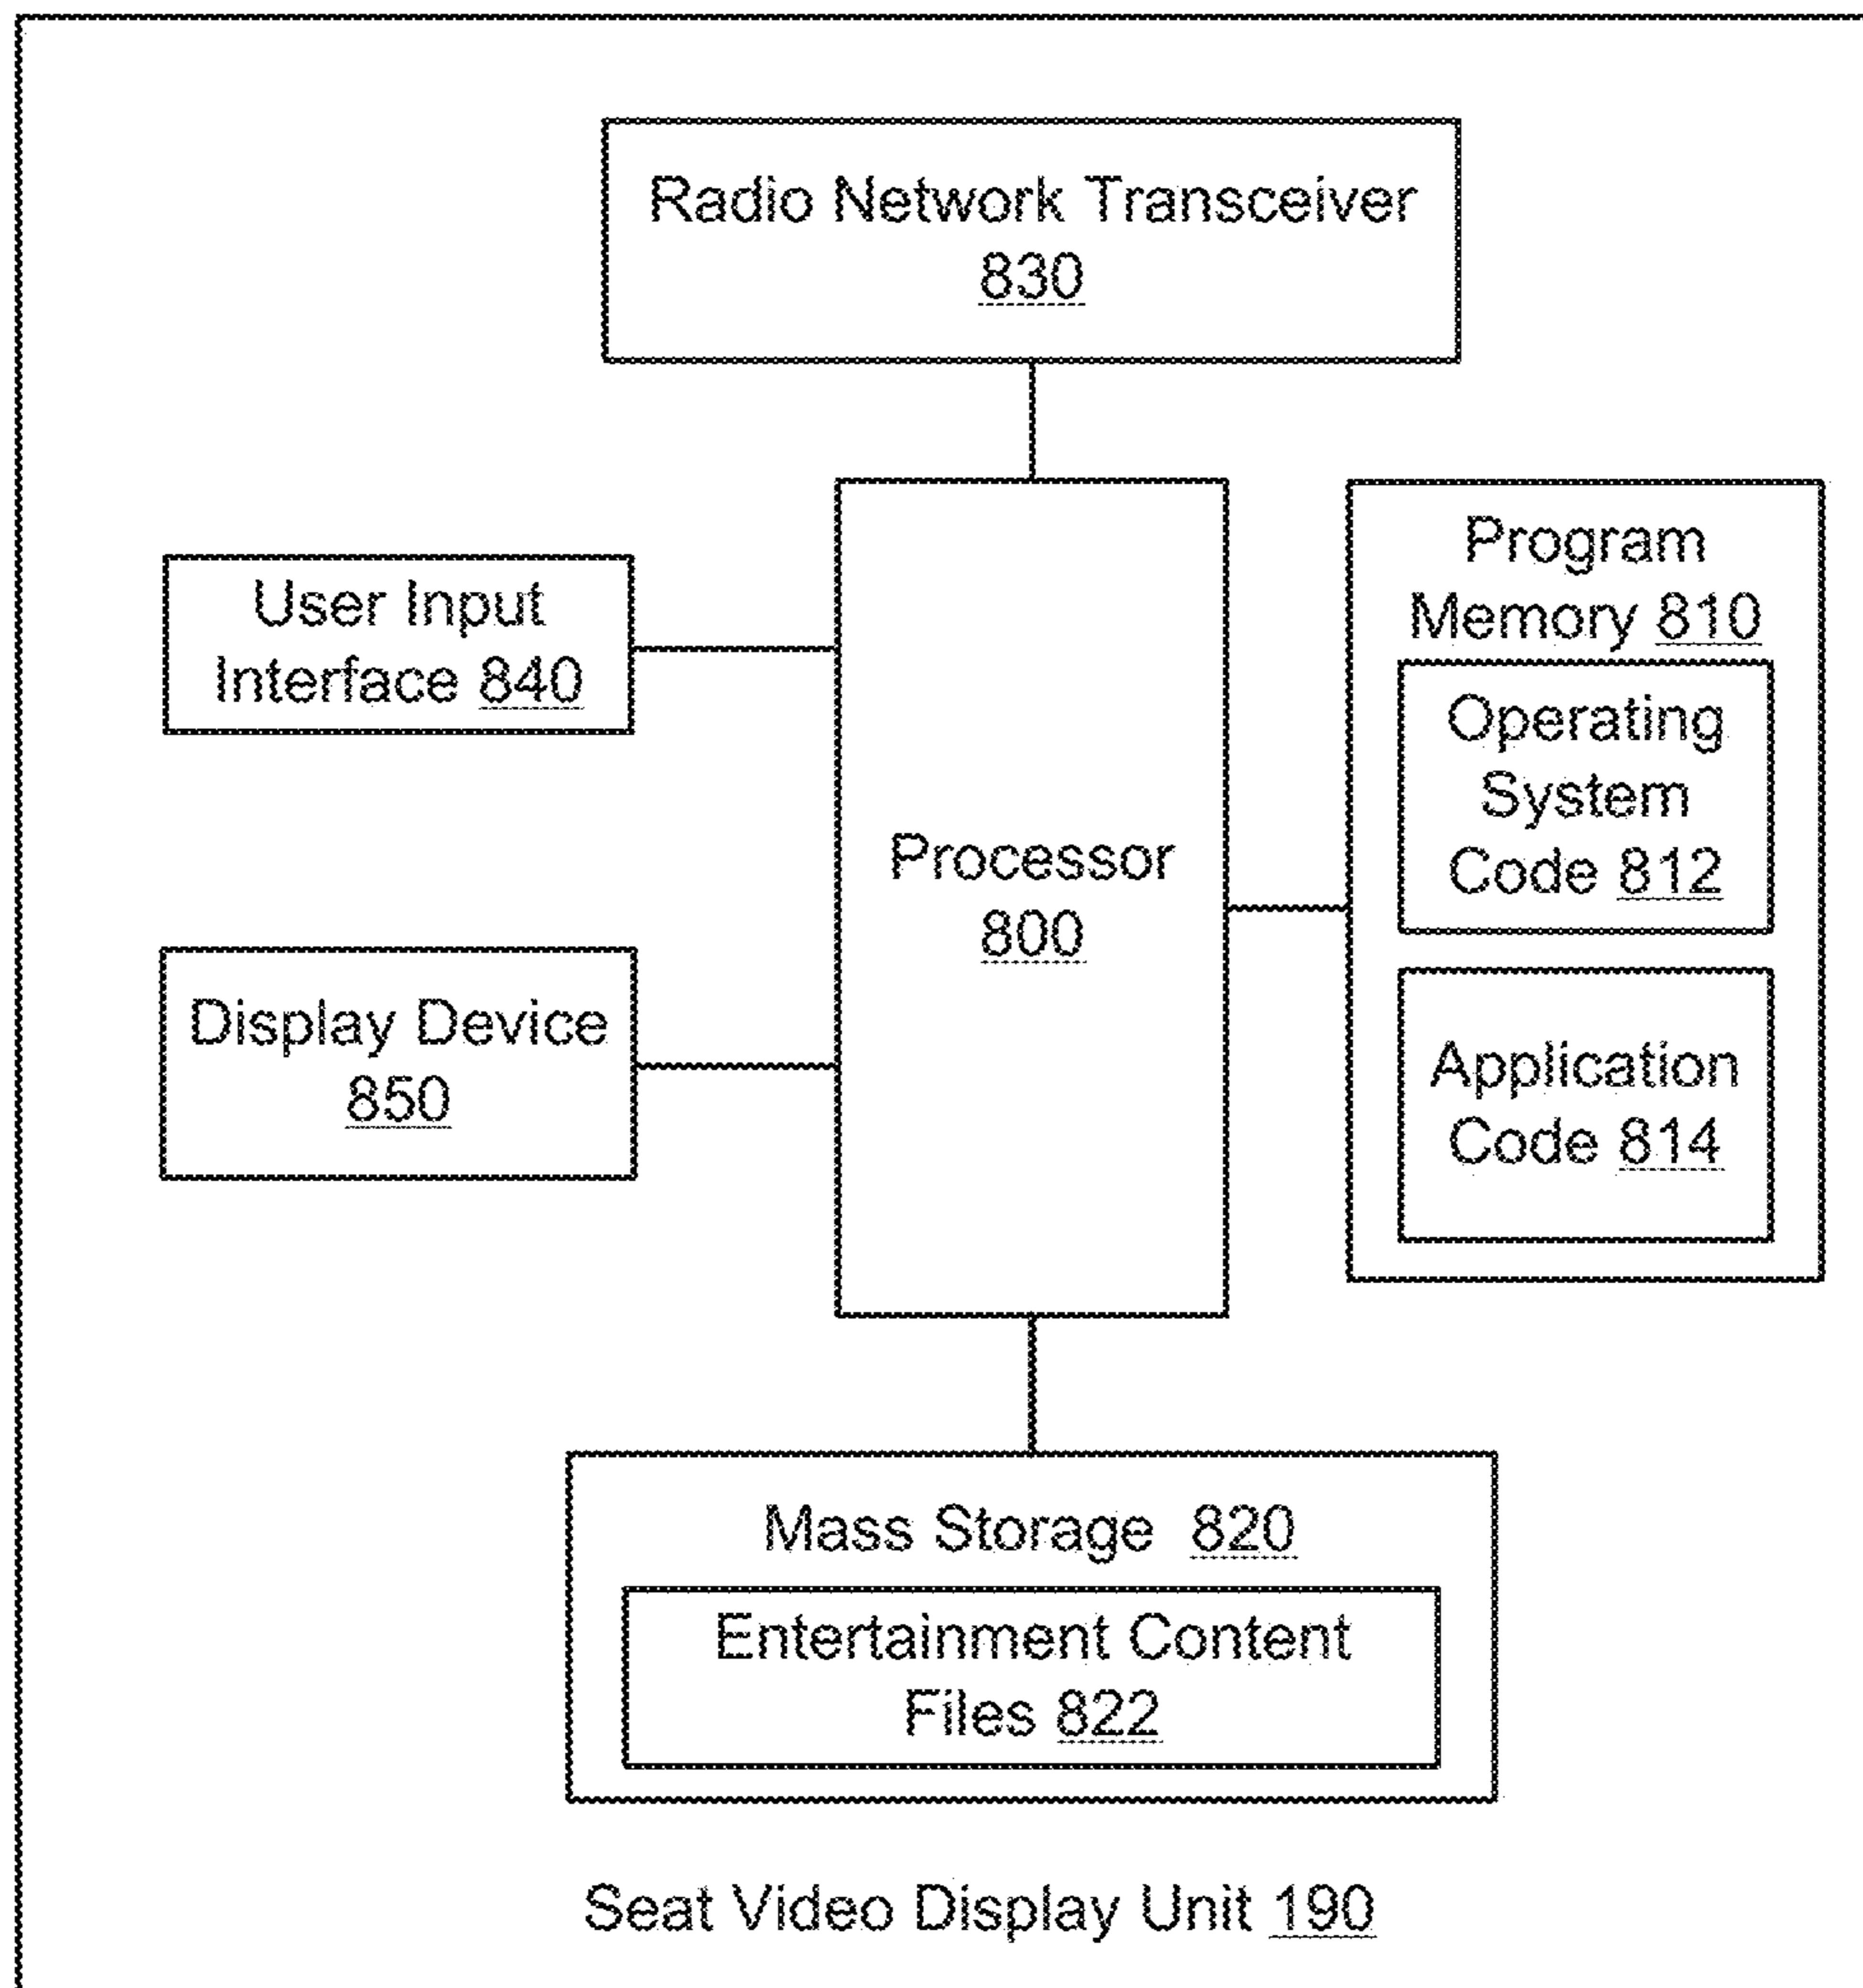 Radio Network Transceiver
830
User Input
Interface 840
Processor
800
Program
Memory 810
Operating
System
Code 812
Display Device
850
Application
Code 814
Mass Storage 820
Entertainment Content
Files 822
Seat Video Display Unit 190